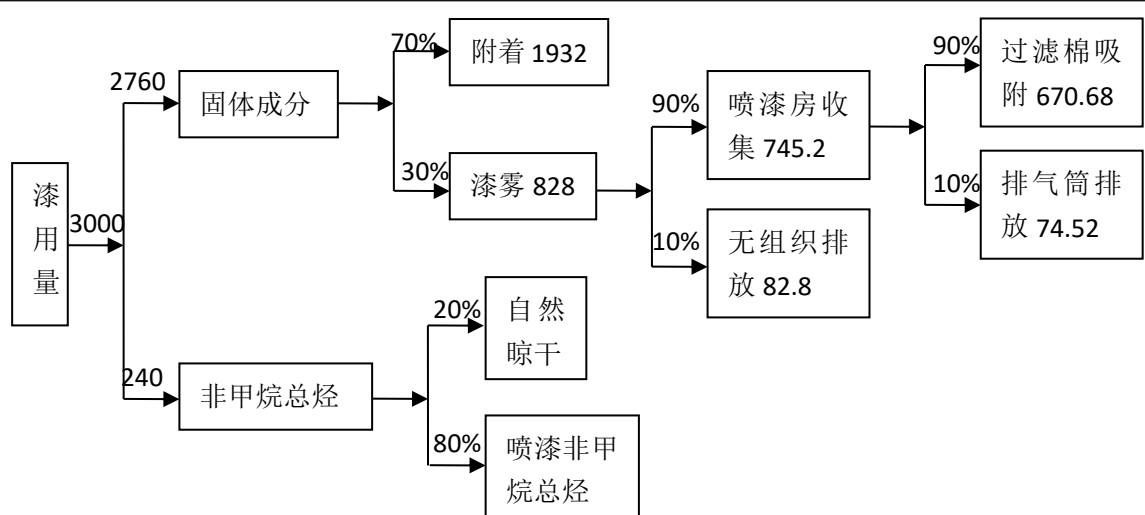 漆
用
量
3000
2760
固体成分
70%
附着 1932
30%
漆雾 828
90%
喷漆房收
集 745.2
90%
过滤棉吸
附 670.68
10%
排气筒排
放 74.52
10%
无组织排
放 82.8
240
非甲烷总烃
20%
自然
晾干
80%
喷漆非甲
烷总烃